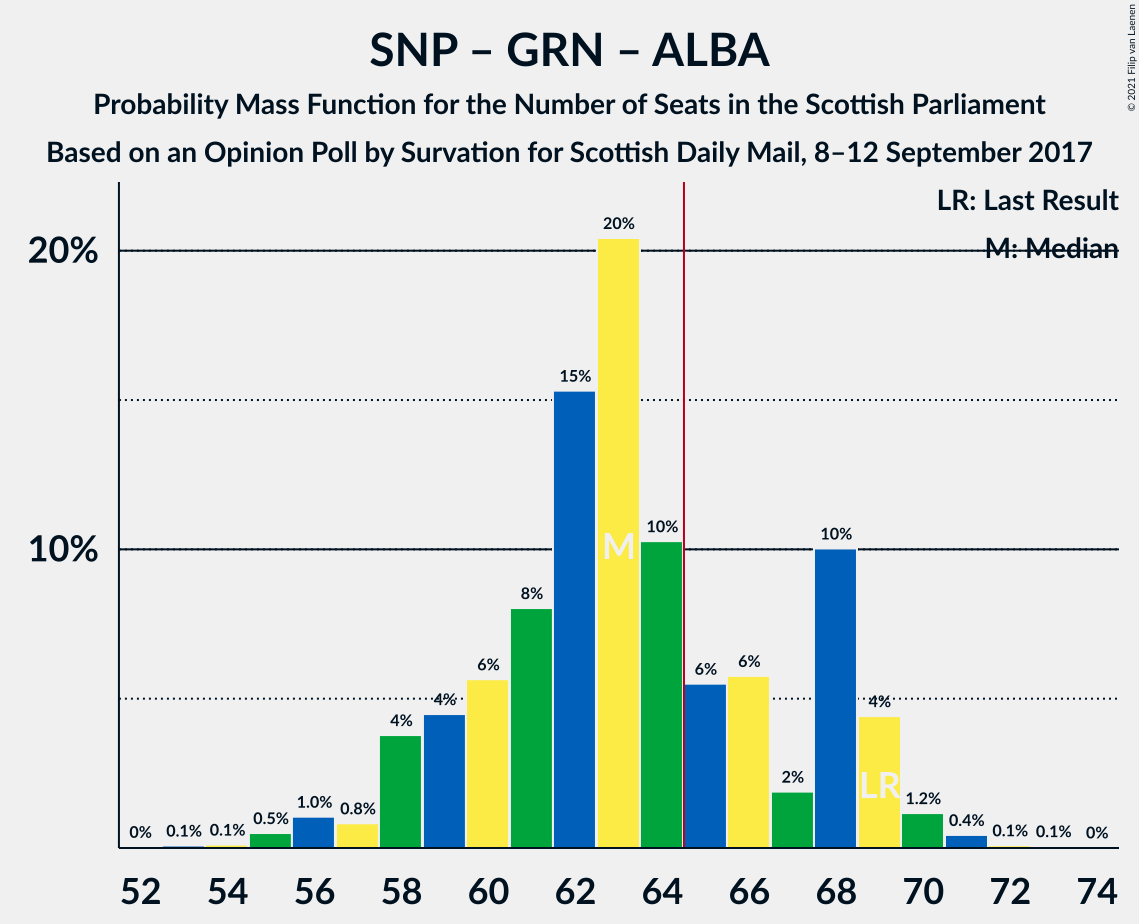 SNP – GRN – ALBA
Probability Mass Function for the Number of Seats in the Scottish Parliament
Based on an Opinion Poll by Survation for Scottish Daily Mail, 8–12 September 2017
© 2021 Filip van Laenen
LR: Last Result
M: Median
20%
10%
0%
0.1%
0.1%
0.5%
1.0%
0.8%
4%
4%
6%
8%
15%
20%
10%
6%
6%
2%
10%
4%
1.2%
0.4%
0.1%
0.1%
0%
M
LR
52 54 56 58 60 62 64 66 68 70 72 74